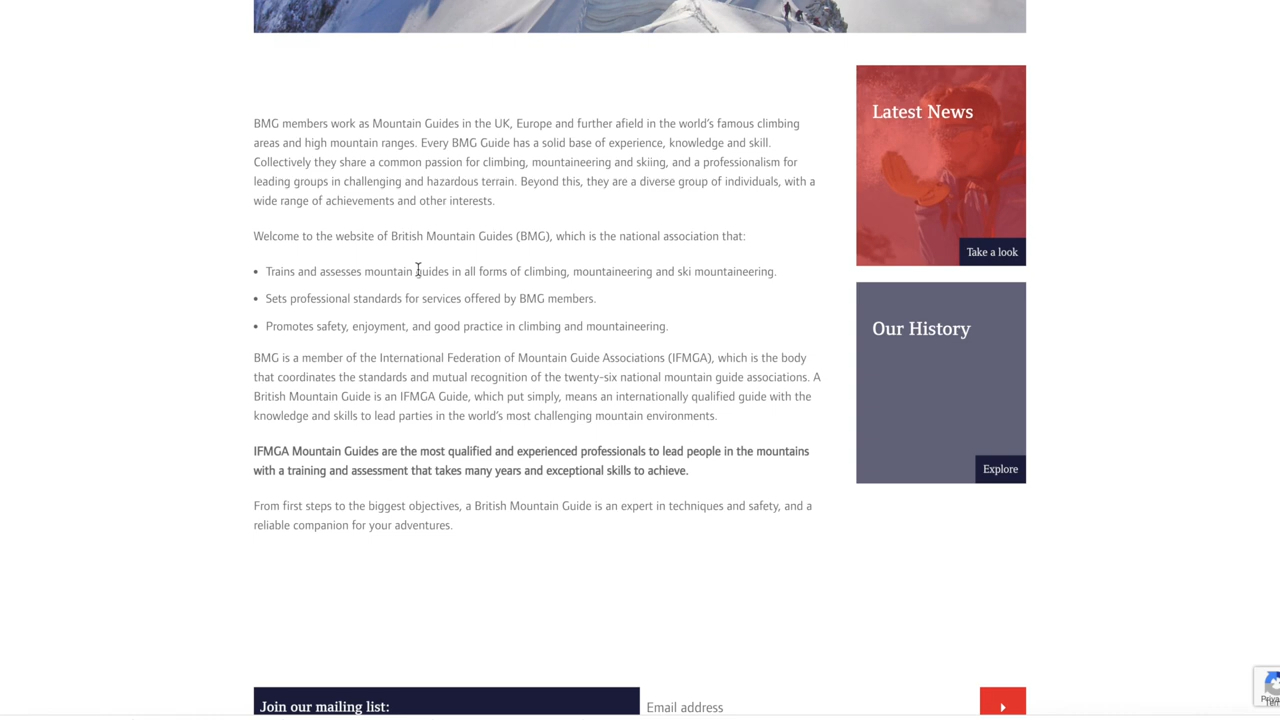 BMG members work as Mountain Guides in the UK, Europe and further afield in the world's famous climbing
areas and high mountain ranges. Every BMG Guide has a solid base of experience, knowledge and skill.
Collectively they share a common passion for climbing, mountaineering and skiing, and a professionalism for
leading groups in challenging and hazardous terrain. Beyond this, they are a diverse group of individuals, with a
wide range of achievements and other interests.
Welcome to the website of British Mountain Guides (BMG), which is the national association that:
• Trains and assesses mountain guides in all forms of climbing, mountaineering and ski mountaineering.
• Sets professional standards for services offered by BMG members.
• Promotes safety, enjoyment, and good practice in climbing and mountaineering.
BMG is a member of the International Federation of Mountain Guide Associations (IFMGA), which is the body
that coordinates the standards and mutual recognition of the twenty-six national mountain guide associations. A
British Mountain Guide is an IFMGA Guide, which put simply, means an internationally qualified guide with the
knowledge and skills to lead parties in the world's most challenging mountain environments.
IFMGA Mountain Guides are the most qualified and experienced professionals to lead people in the mountains
with a training and assessment that takes many years and exceptional skills to achieve.
From first steps to the biggest objectives, a British Mountain Guide is an expert in techniques and safety, and a
reliable companion for your adventures.
Latest News
Take a look
Our History
Explore
Join our mailing list:
Email address